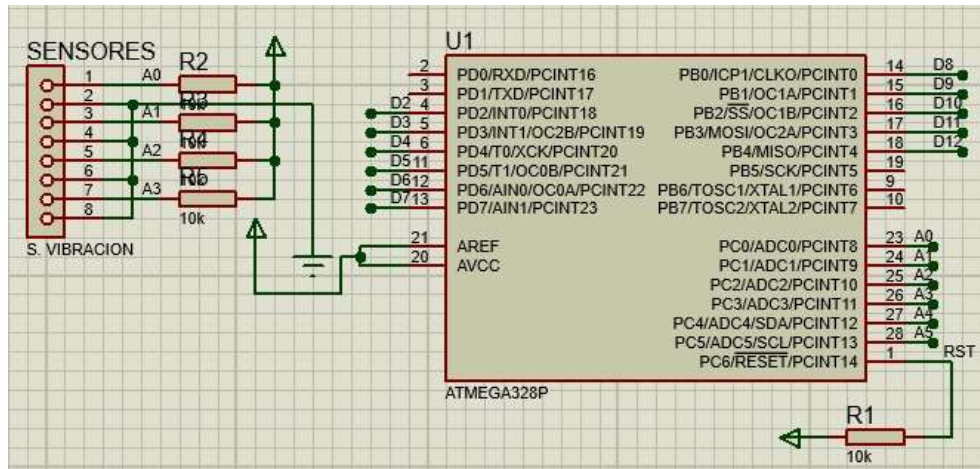 SENSORES
1 A0
2
3 A1
4
5 A2
6
7 A3
8
S. VIBRACION
R2
R3
R4
10k
U1
2 PD0/RXD/PCINT16
3 PD1/TXD/PCINT17
D2 4 PD2/INT0/PCINT18
D3 5 PD3/INT1/OC2B/PCINT19
D4 6 PD4/T0/XCK/PCINT20
D5 11 PD5/T1/OC0B/PCINT21
D6 12 PD6/AIN0/OC0A/PCINT22
D7 13 PD7/AIN1/PCINT23
21 AREF
20 AVCC
PB0/ICP1/CLKO/PCINT0 14 D8
PB1/OC1A/PCINT1 15 D9
PB2/SS/OC1B/PCINT2 16 D10
PB3/MOSI/OC2A/PCINT3 17 D11
PB4/MISO/PCINT4 18 D12
PB5/SCK/PCINT5 19
PB6/TOSC1/XTAL1/PCINT6 9
PB7/TOSC2/XTAL2/PCINT7 10
PC0/ADC0/PCINT8 23 A0
PC1/ADC1/PCINT9 24 A1
PC2/ADC2/PCINT10 25 A2
PC3/ADC3/PCINT11 26 A3
PC4/ADC4/SDA/PCINT12 27 A4
PC5/ADC5/SCL/PCINT13 28 A5
PC6/RESET/PCINT14 1 RST
ATMEGA328P
R1
10k